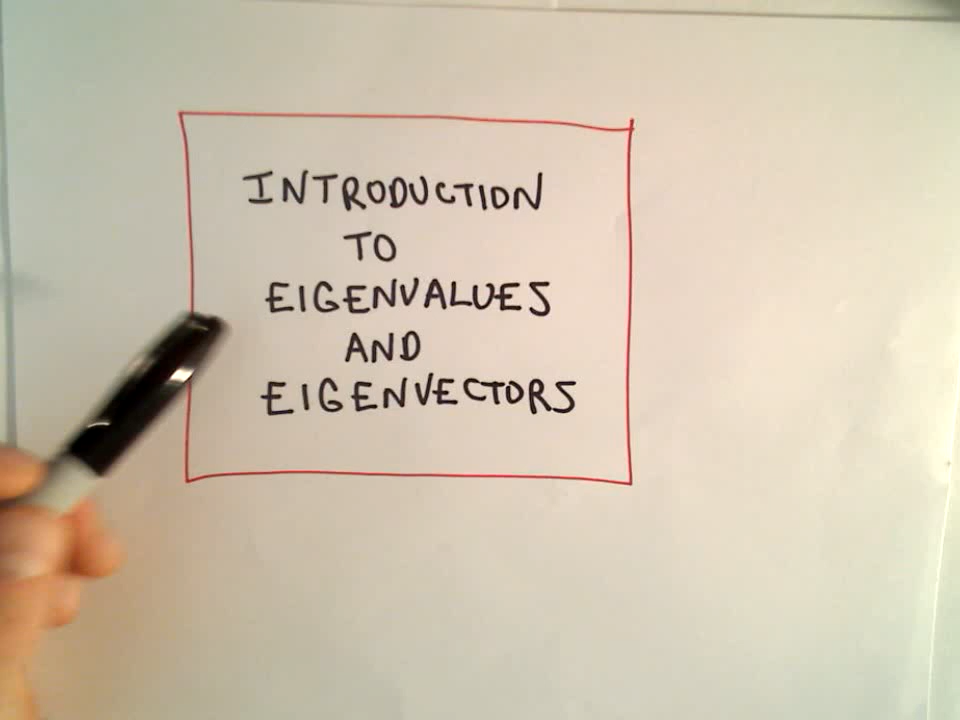 INTRODUCTION
TO
EIGENVALUES
AND
EIGENVECTORS